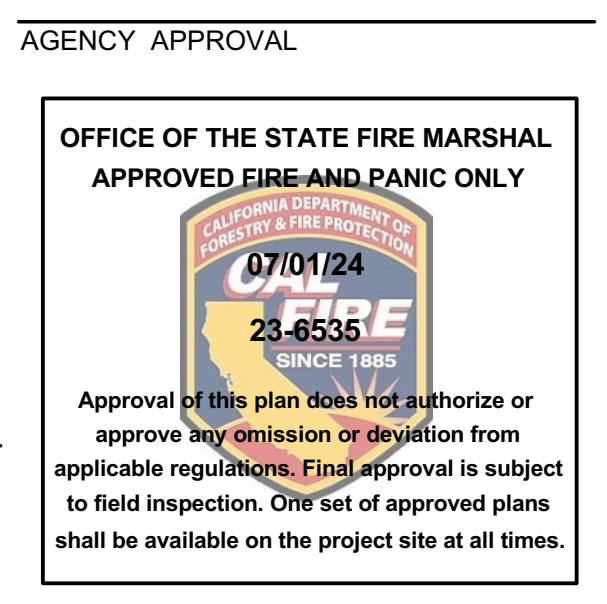 AGENCY APPROVAL
OFFICE OF THE STATE FIRE MARSHAL
APPROVED FIRE AND PANIC ONLY
CALIFORNIA DEPARTMENT OF
FORESTRY & FIRE PROTECTION
07/01/24
CAL
FIRE
23-6535
SINCE 1885
Approval of this plan does not authorize or
approve any omission or deviation from
applicable regulations. Final approval is subject
to field inspection. One set of approved plans
shall be available on the project site at all times.